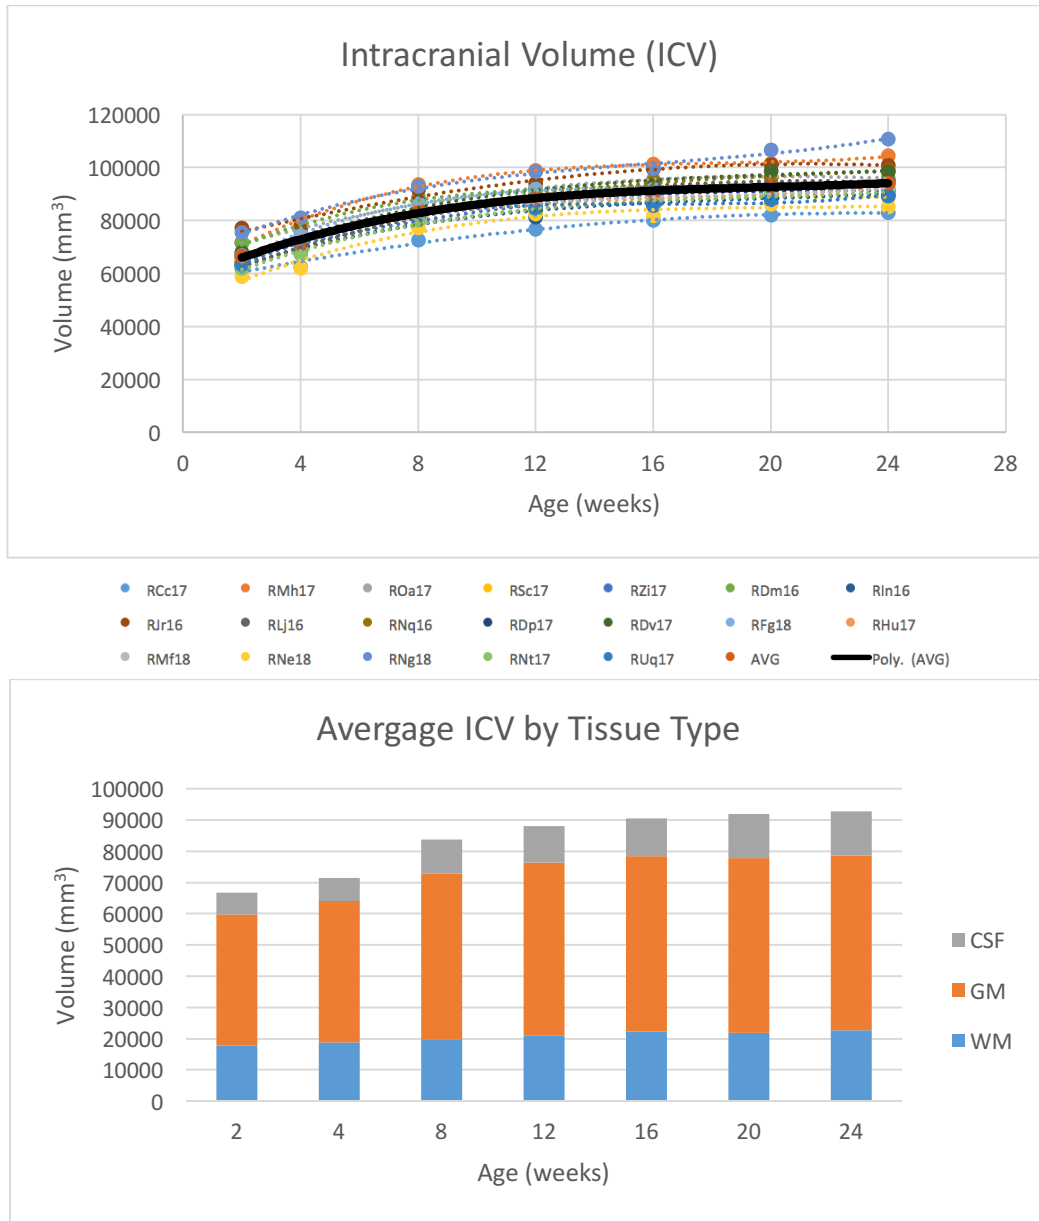 Intracranial Volume (ICV)
120000
100000
80000
60000
40000
20000
0
Volume (mm³)
0 4 8 12 16 20 24 28
Age (weeks)
RCc17 RMh17 ROa17 RSc17 RZi17 RDm16 RIn16
RJr16 RLj16 RNq16 RDp17 RDv17 RFg18 RHu17
RMf18 RNe18 RNg18 RNt17 RUq17 AVG Poly. (AVG)
Avergage ICV by Tissue Type
100000
90000
80000
70000
60000
50000
40000
30000
20000
10000
0
Volume (mm³)
2 4 8 12 16 20 24
Age (weeks)
CSF
GM
WM